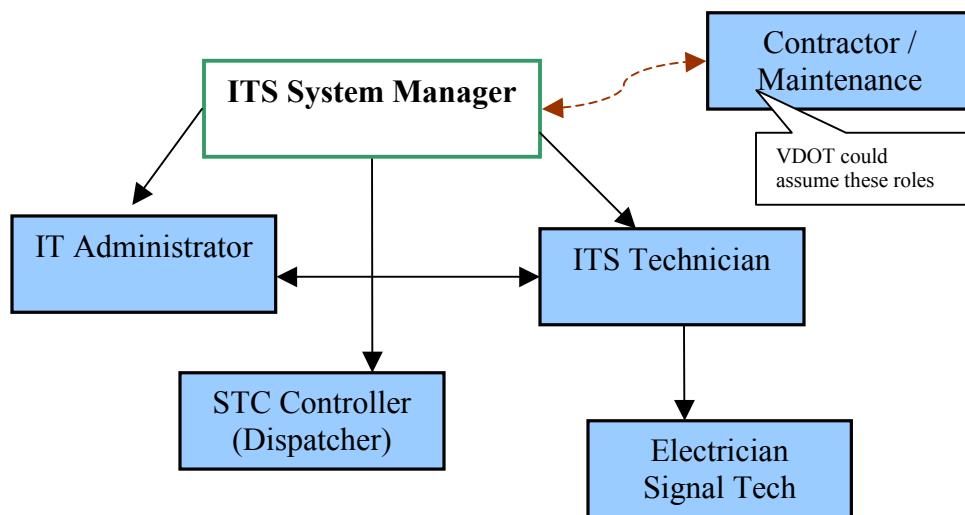 Contractor /
Maintenance
ITS System Manager
VDOT could
assume these roles
IT Administrator
ITS Technician
STC Controller
(Dispatcher)
Electrician
Signal Tech